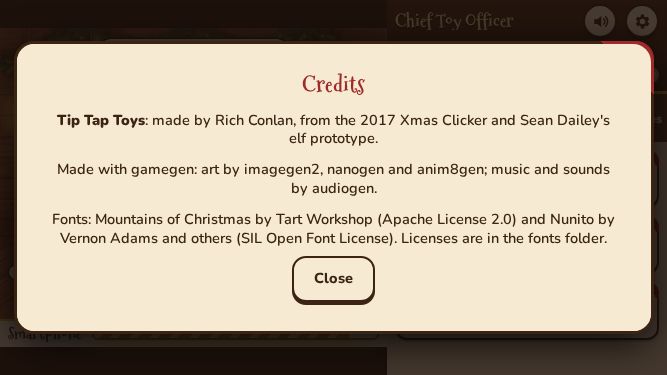 Chief Toy Officer
Credits
Tip Tap Toys: made by Rich Conlan, from the 2017 Xmas Clicker and Sean Dailey's
elf prototype.
Made with gamegen: art by imagegen2, nanogen and anim8gen; music and sounds
by audiogen.
Fonts: Mountains of Christmas by Tart Workshop (Apache License 2.0) and Nunito by
Vernon Adams and others (SIL Open Font License). Licenses are in the fonts folder.
Close